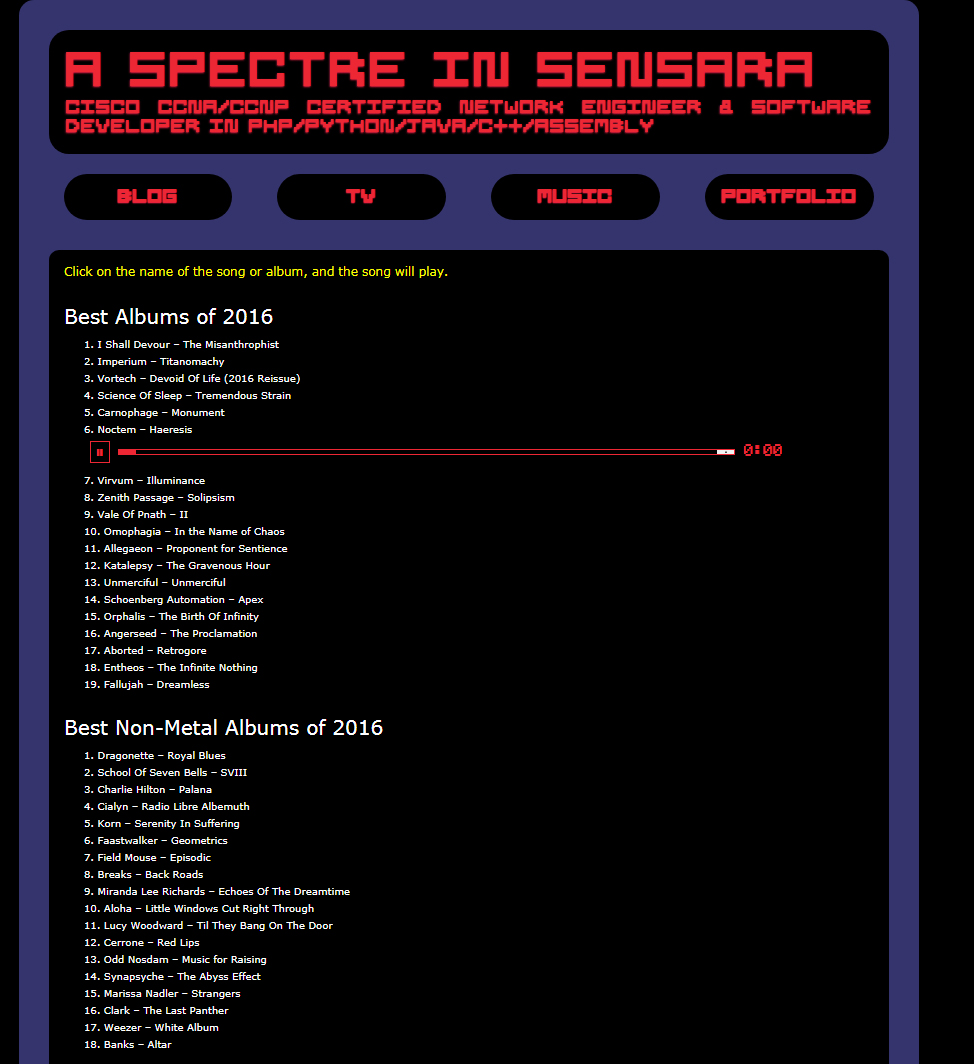 A SPECTRE IN SENSARA
CISCO CCNA/CCNP CERTIFIED NETWORK ENGINEER & SOFTWARE
DEVELOPER IN PHP/PYTHON/JAVA/C++/ASSEMBLY
BLOG TV MUSIC PORTFOLIO
Click on the name of the song or album, and the song will play.
Best Albums of 2016
1. I Shall Devour – The Misanthrophist
2. Imperium – Titanomachy
3. Vortech – Devoid Of Life (2016 Reissue)
4. Science Of Sleep – Tremendous Strain
5. Carnophage – Monument
6. Noctem – Haeresis
0:00
7. Virvum – Illuminance
8. Zenith Passage – Solipsism
9. Vale Of Pnath – II
10. Omophagia – In the Name of Chaos
11. Allegaeon – Proponent for Sentience
12. Katalepsy – The Gravenous Hour
13. Unmerciful – Unmerciful
14. Schoenberg Automation – Apex
15. Orphalis – The Birth Of Infinity
16. Angerseed – The Proclamation
17. Aborted – Retrogore
18. Entheos – The Infinite Nothing
19. Fallujah – Dreamless
Best Non-Metal Albums of 2016
1. Dragonette – Royal Blues
2. School Of Seven Bells – SVIII
3. Charlie Hilton – Palana
4. Cialyn – Radio Libre Albemuth
5. Korn – Serenity In Suffering
6. Faastwalker – Geometrics
7. Field Mouse – Episodic
8. Breaks – Back Roads
9. Miranda Lee Richards – Echoes Of The Dreamtime
10. Aloha – Little Windows Cut Right Through
11. Lucy Woodward – Til They Bang On The Door
12. Cerrone – Red Lips
13. Odd Nosdam – Music for Raising
14. Synapsyche – The Abyss Effect
15. Marissa Nadler – Strangers
16. Clark – The Last Panther
17. Weezer – White Album
18. Banks – Altar